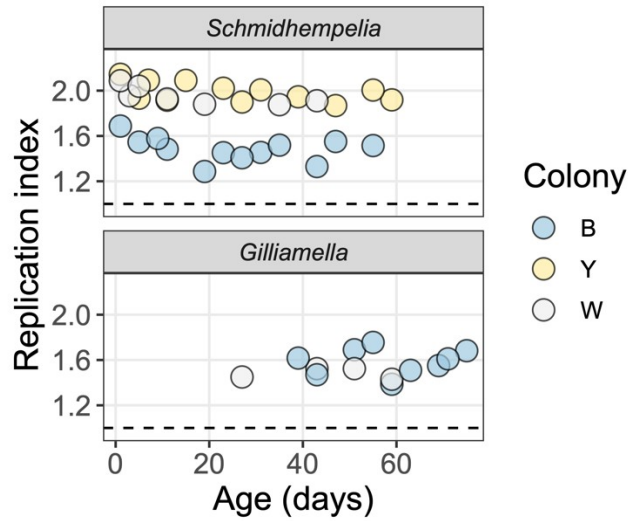 Schmidhempelia
2.0
1.6
1.2
Gilliamella
2.0
1.6
1.2
0 20 40 60
Age (days)
Replication index
Colony
B
Y
W